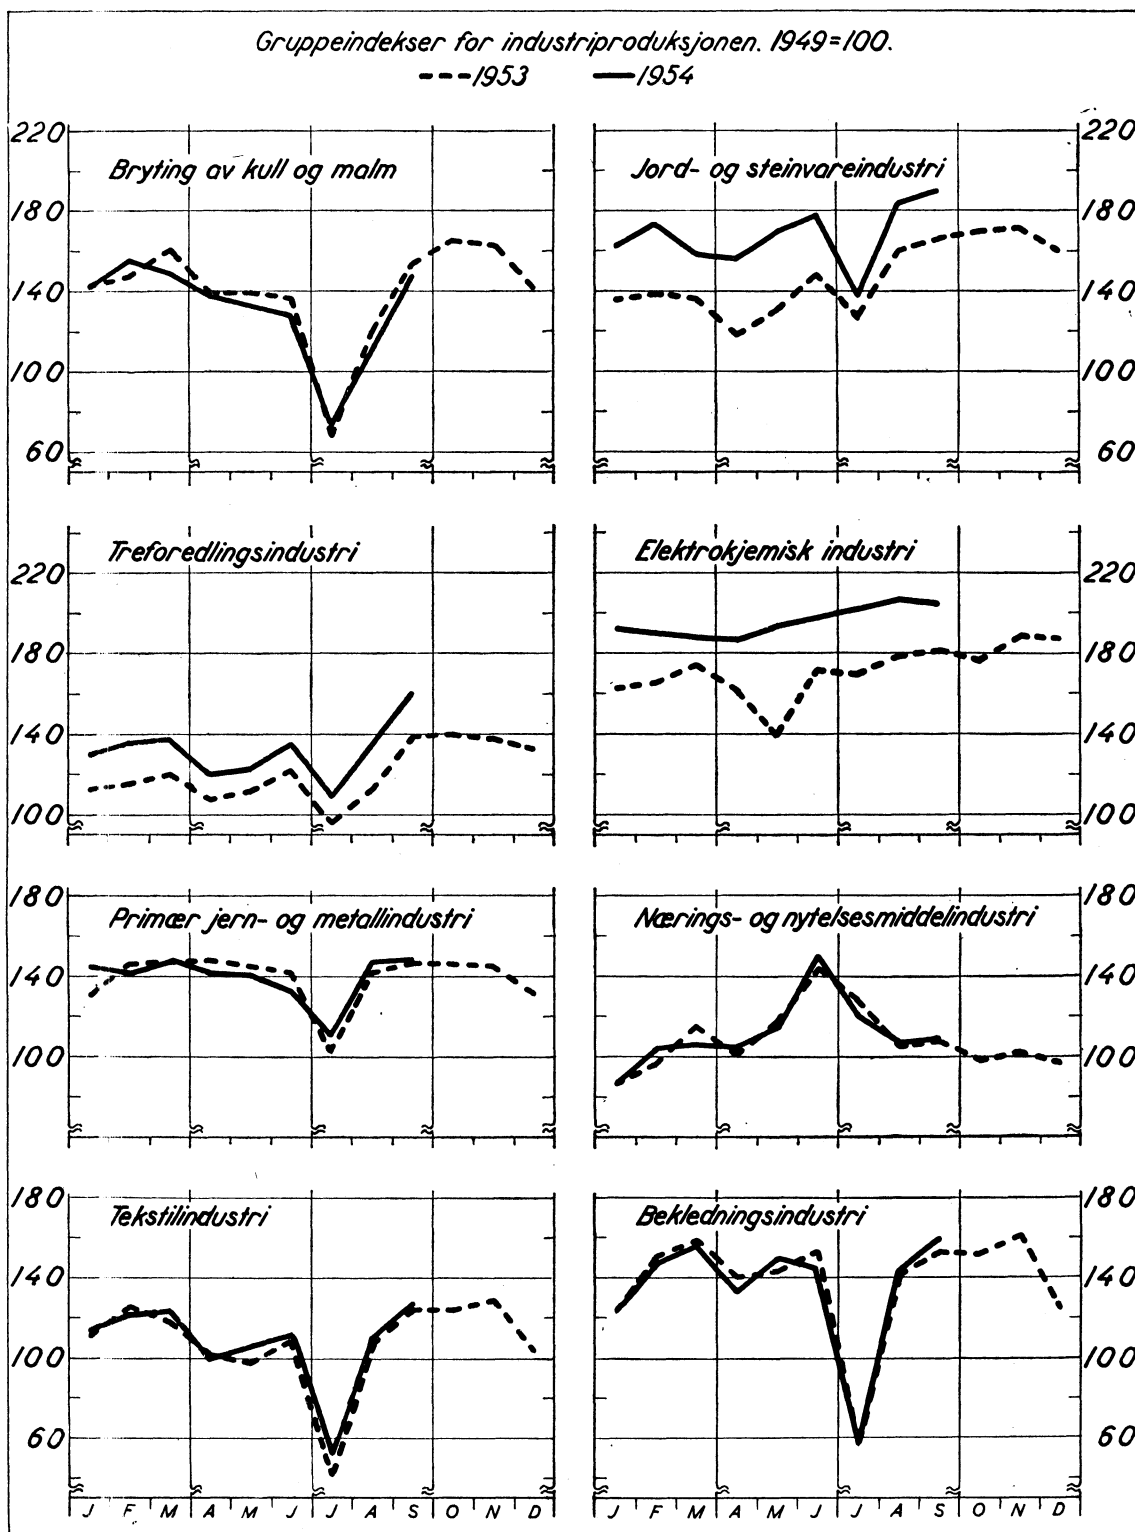 Gruppeindekser for industriproduksjonen. 1949=100.
1953 1954
220 220
Bryting av kull og malm Jord- og steinvareindustri
180 180
140 140
100 100
60 60
Treforedlingsindustri Elektrokjemisk industri
220 220
180 180
140 140
100 100
180 180
Primær jern- og metallindustri Nærings- og nytelsesmiddelindustri
140 140
100 100
180 180
Tekstilindustri Bekledningsindustri
140 140
100 100
60 60
J F M A M J J A S O N D J F M A M J J A S O N D